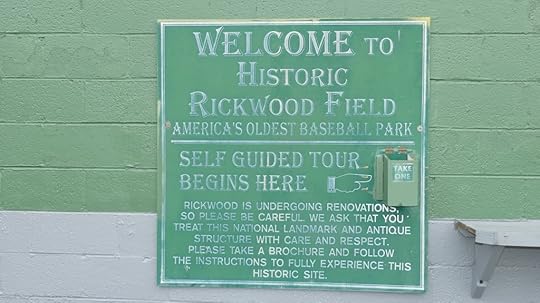 WELCOME TO
HISTORIC
RICKWOOD FIELD
AMERICA'S OLDEST BASEBALL PARK
SELF GUIDED TOUR
BEGINS HERE
TAKE
ONE
RICKWOOD IS UNDERGOING RENOVATIONS,
SO PLEASE BE CAREFUL. WE ASK THAT YOU
TREAT THIS NATIONAL LANDMARK AND ANTIQUE
STRUCTURE WITH CARE AND RESPECT.
PLEASE TAKE A BROCHURE AND FOLLOW
THE INSTRUCTIONS TO FULLY EXPERIENCE THIS
HISTORIC SITE.